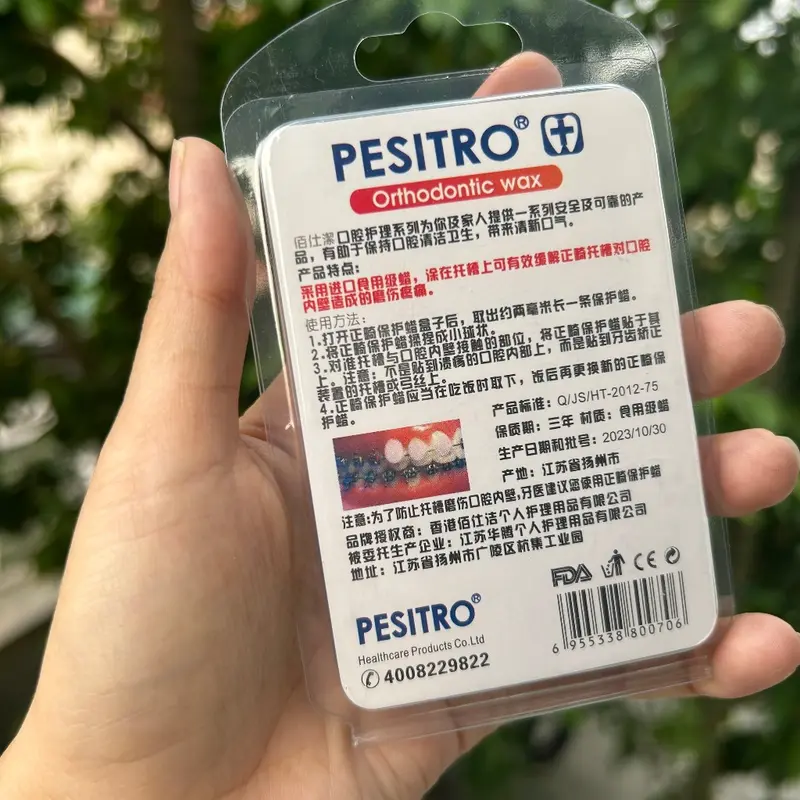 PESITRO®
Orthodontic wax
佰仕潔口腔护理系列为你及家人提供一系列安全及可靠的产
品，有助于保持口腔清洁卫生，带来清新口气。
产品特点：
采用进口食用级蜡，涂在托槽上可有效缓解正畸托槽对口腔
内壁造成的磨伤疼痛。
使用方法：
1.打开正畸保护蜡盒子后，取出约两毫米长一条保护蜡。
2.将正畸保护蜡揉捏成小球状。
3.对准托槽与口腔内壁接触的部位，将正畸保护蜡贴于其
上。注意：不是贴到溃疡的口腔内部上，而是贴到牙齿矫正
装置的托槽或弓丝上。
4.正畸保护蜡应当在吃饭时取下，饭后再更换新的正畸保
护蜡。
产品标准：Q/JS/HT-2012-75
保质期：三年 材质：食用级蜡
生产日期和批号：2023/10/30
产地：江苏省扬州市
注意:为了防止托槽磨伤口腔内壁,牙医建议您使用正畸保护蜡
品牌授权商：香港佰仕洁个人护理用品有限公司
被委托生产企业：江苏华腾个人护理用品有限公司
地址：江苏省扬州市广陵区杭集工业园
FDA CE
PESITRO®
Healthcare Products Co.Ltd
4008229822
6 955338 800706